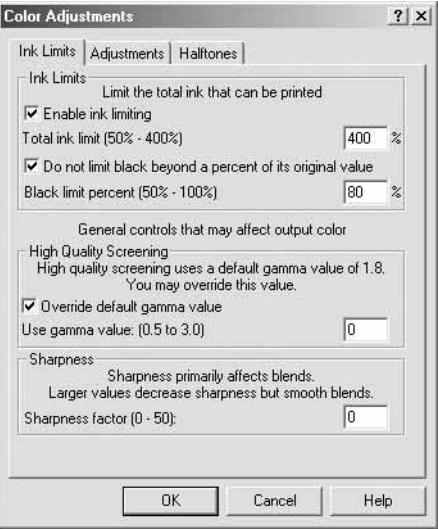 Color Adjustments
Ink Limits Adjustments Halftones
Ink Limits
Limit the total ink that can be printed
Enable ink limiting
Total ink limit (50% - 400%) 400 %
Do not limit black beyond a percent of its original value
Black limit percent (50% - 100%) 80 %
General controls that may affect output color
High Quality Screening
High quality screening uses a default gamma value of 1.8.
You may override this value.
Override default gamma value
Use gamma value: (0.5 to 3.0) 0
Sharpness
Sharpness primarily affects blends.
Larger values decrease sharpness but smooth blends.
Sharpness factor (0 - 50): 0
OK Cancel Help